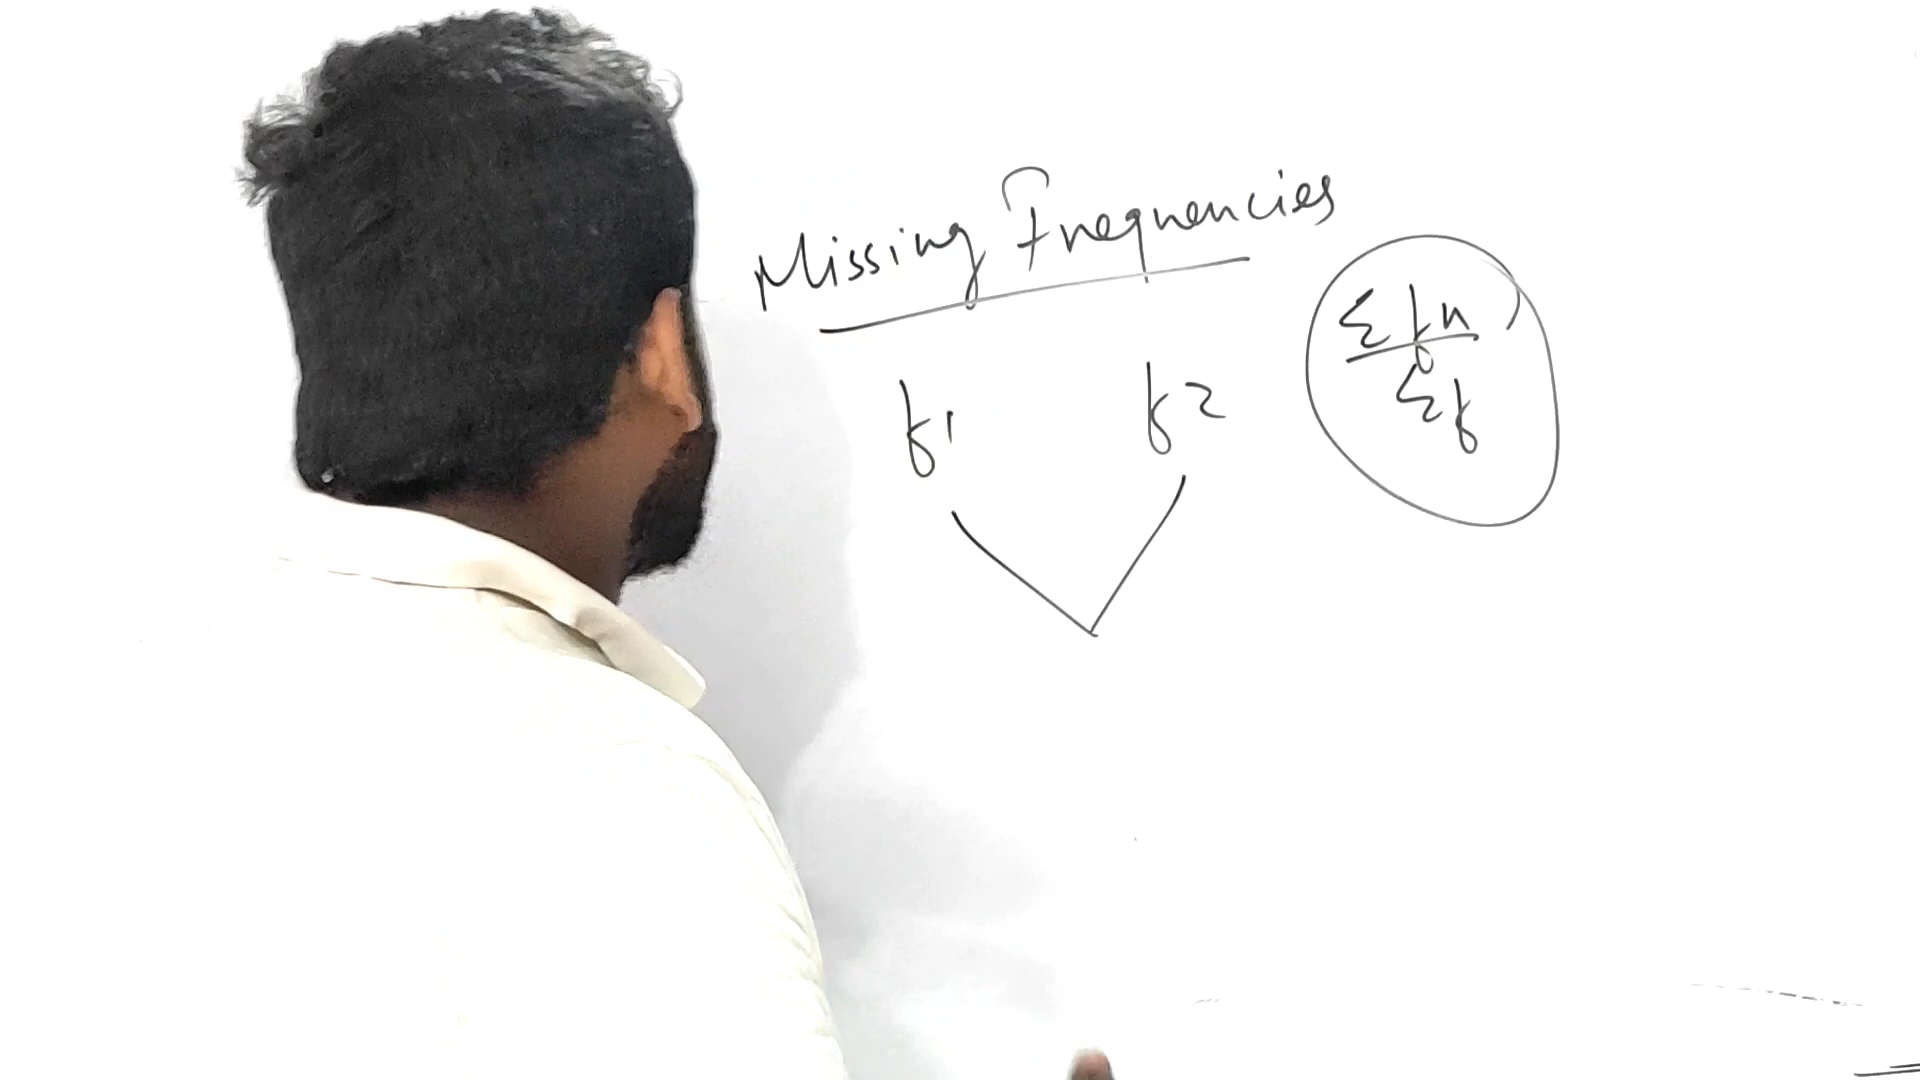 Missing Frequencies
f1 f2
Σfx
Σf